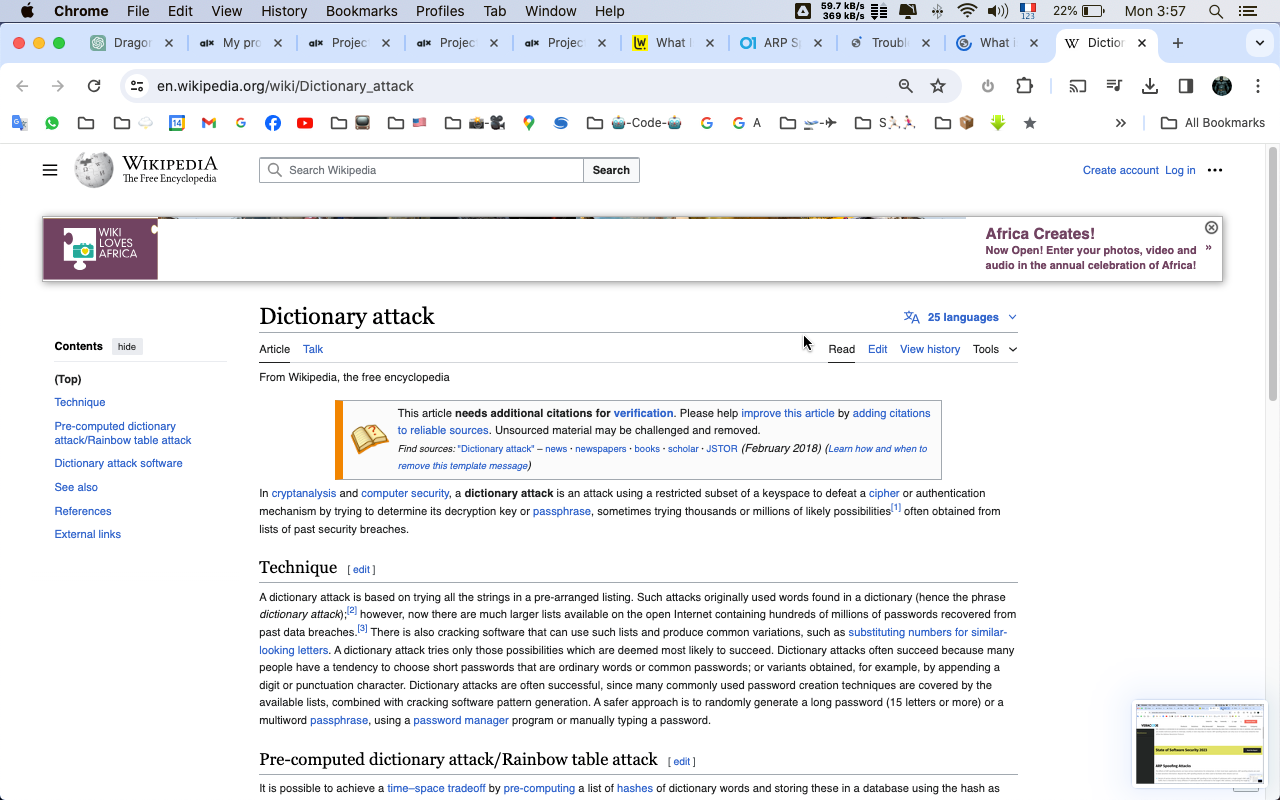 Chrome File Edit View History Bookmarks Profiles Tab Window Help 59.7 kB/s 369 kB/s 123 22% Mon 3:57
Dragor alx My pro alx Projec alx Projec alx Projec What I ARP S Troubl What i W Diction
en.wikipedia.org/wiki/Dictionary_attack
14 G -Code- G G A S » All Bookmarks
WIKIPEDIA
The Free Encyclopedia
Search Wikipedia Search
Create account Log in
WIKI
LOVES
AFRICA
Africa Creates!
Now Open! Enter your photos, video and »
audio in the annual celebration of Africa!
Dictionary attack
25 languages
Contents hide
Article Talk Read Edit View history Tools
From Wikipedia, the free encyclopedia
(Top)
Technique
Pre-computed dictionary
attack/Rainbow table attack
Dictionary attack software
See also
References
External links
This article needs additional citations for verification. Please help improve this article by adding citations
to reliable sources. Unsourced material may be challenged and removed.
Find sources: "Dictionary attack" – news · newspapers · books · scholar · JSTOR (February 2018) (Learn how and when to
remove this template message)
In cryptanalysis and computer security, a dictionary attack is an attack using a restricted subset of a keyspace to defeat a cipher or authentication
mechanism by trying to determine its decryption key or passphrase, sometimes trying thousands or millions of likely possibilities[1] often obtained from
lists of past security breaches.
Technique [ edit ]
A dictionary attack is based on trying all the strings in a pre-arranged listing. Such attacks originally used words found in a dictionary (hence the phrase
dictionary attack);[2] however, now there are much larger lists available on the open Internet containing hundreds of millions of passwords recovered from
past data breaches.[3] There is also cracking software that can use such lists and produce common variations, such as substituting numbers for similar-
looking letters. A dictionary attack tries only those possibilities which are deemed most likely to succeed. Dictionary attacks often succeed because many
people have a tendency to choose short passwords that are ordinary words or common passwords; or variants obtained, for example, by appending a
digit or punctuation character. Dictionary attacks are often successful, since many commonly used password creation techniques are covered by the
available lists, combined with cracking software pattern generation. A safer approach is to randomly generate a long password (15 letters or more) or a
multiword passphrase, using a password manager program or manually typing a password.
Pre-computed dictionary attack/Rainbow table attack [ edit ]
It is possible to achieve a time–space tradeoff by pre-computing a list of hashes of dictionary words and storing these in a database using the hash as
State of Software Security 2023
ARP Spoofing Attacks